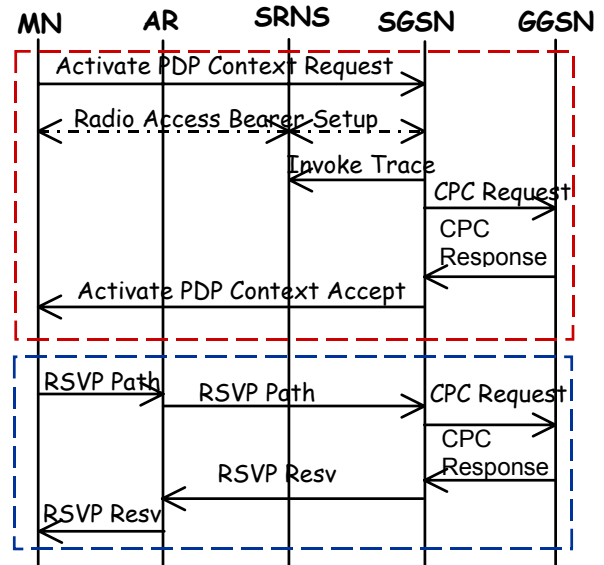 MN AR SRNS SGSN GGSN
Activate PDP Context Request
Radio Access Bearer Setup
Invoke Trace
CPC Request
CPC
Response
Activate PDP Context Accept
RSVP Path
RSVP Path
CPC Request
CPC
Response
RSVP Resv
RSVP Resv